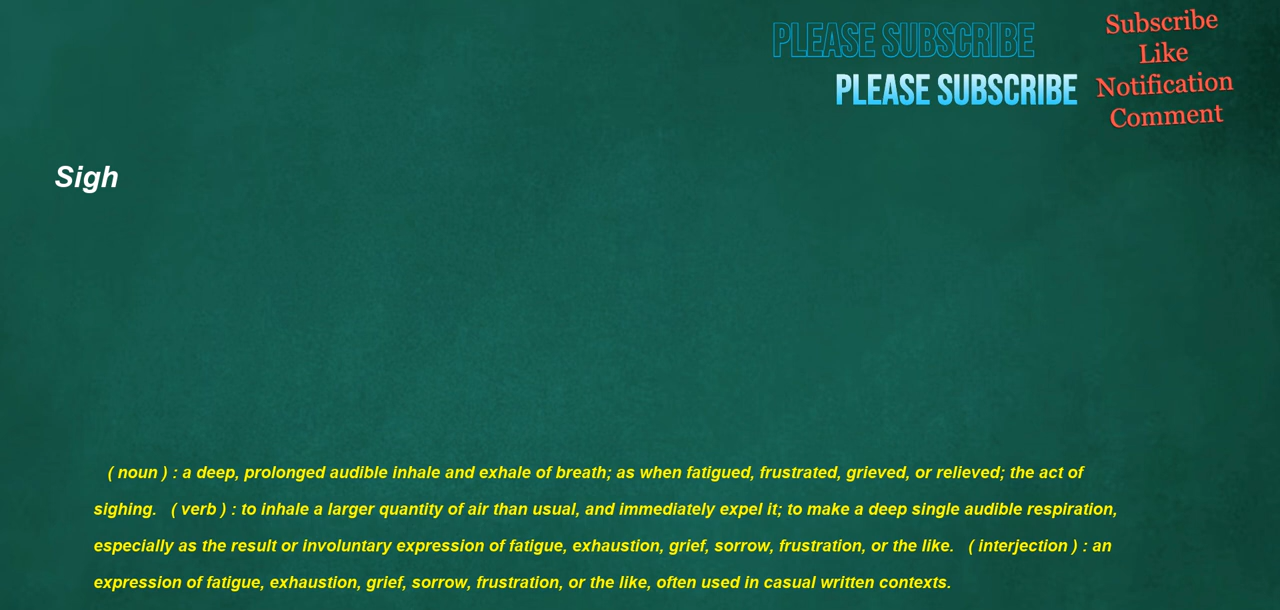 PLEASE SUBSCRIBE
PLEASE SUBSCRIBE
Subscribe
Like
Notification
Comment
Sigh
( noun ) : a deep, prolonged audible inhale and exhale of breath; as when fatigued, frustrated, grieved, or relieved; the act of
sighing. ( verb ) : to inhale a larger quantity of air than usual, and immediately expel it; to make a deep single audible respiration,
especially as the result or involuntary expression of fatigue, exhaustion, grief, sorrow, frustration, or the like. ( interjection ) : an
expression of fatigue, exhaustion, grief, sorrow, frustration, or the like, often used in casual written contexts.